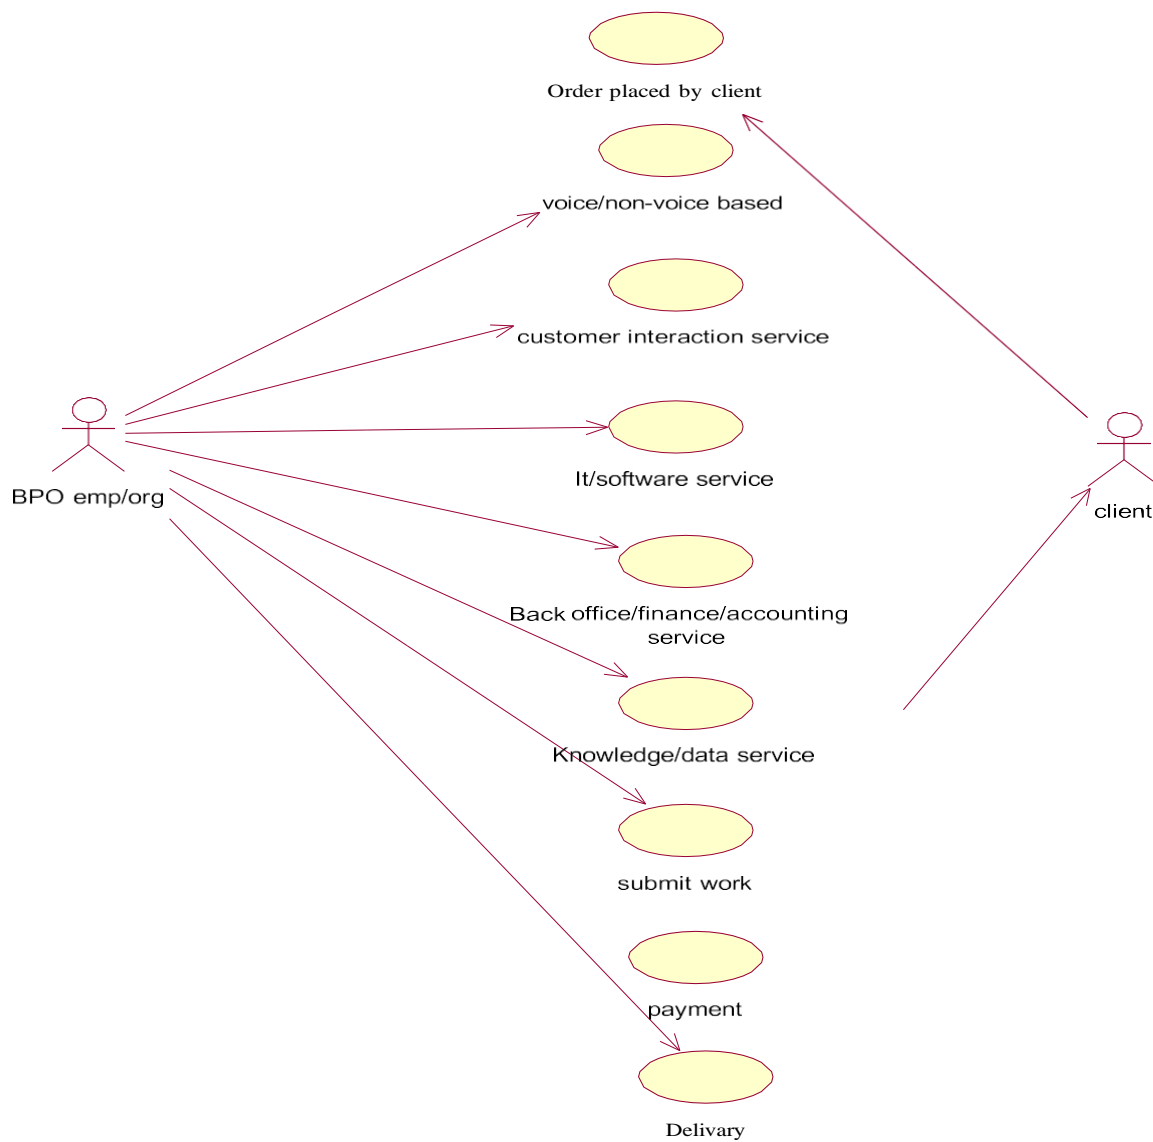 Order placed by client
voice/non-voice based
customer interaction service
It/software service
BPO emp/org
client
Back office/finance/accounting
service
Knowledge/data service
submit work
payment
Delivary